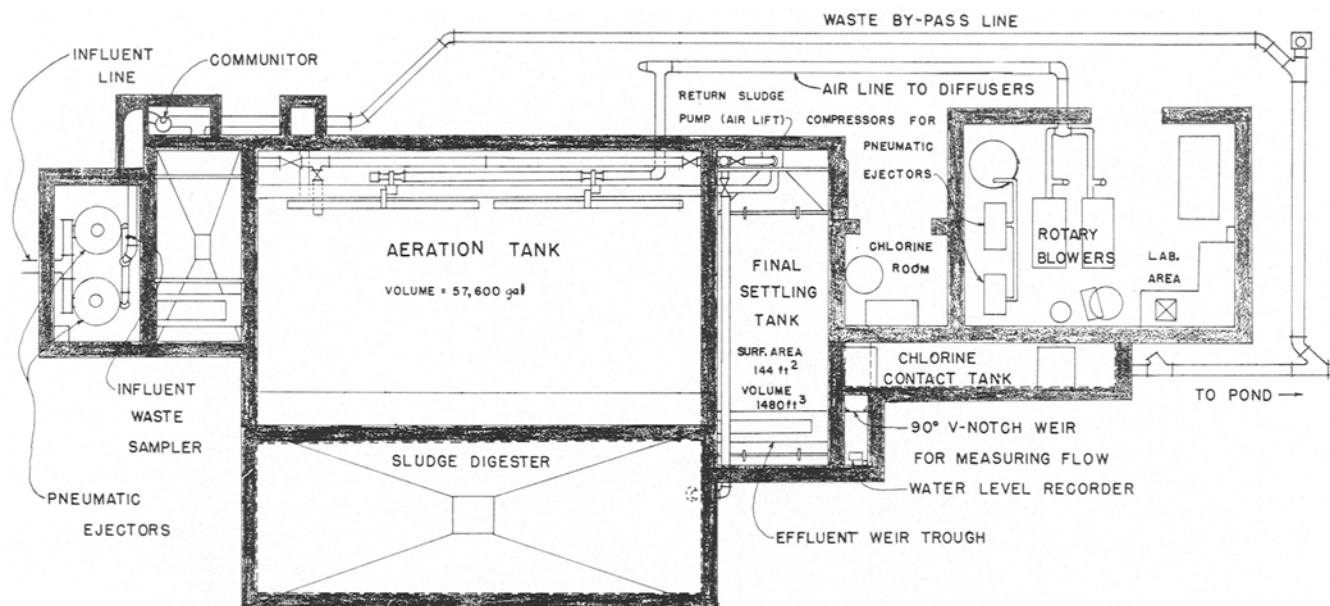 WASTE BY-PASS LINE
INFLUENT
LINE
COMMUNITOR
AIR LINE TO DIFFUSERS
RETURN SLUDGE
PUMP (AIR LIFT)
COMPRESSORS FOR
PNEUMATIC
EJECTORS
AERATION TANK
VOLUME = 57,600 gal
FINAL
SETTLING
TANK
SURF. AREA
144 ft2
VOLUME
1480 ft3
CHLORINE
ROOM
ROTARY
BLOWERS
LAB.
AREA
CHLORINE
CONTACT TANK
TO POND
INFLUENT
WASTE
SAMPLER
90° V-NOTCH WEIR
FOR MEASURING FLOW
SLUDGE DIGESTER
WATER LEVEL RECORDER
PNEUMATIC
EJECTORS
EFFLUENT WEIR TROUGH